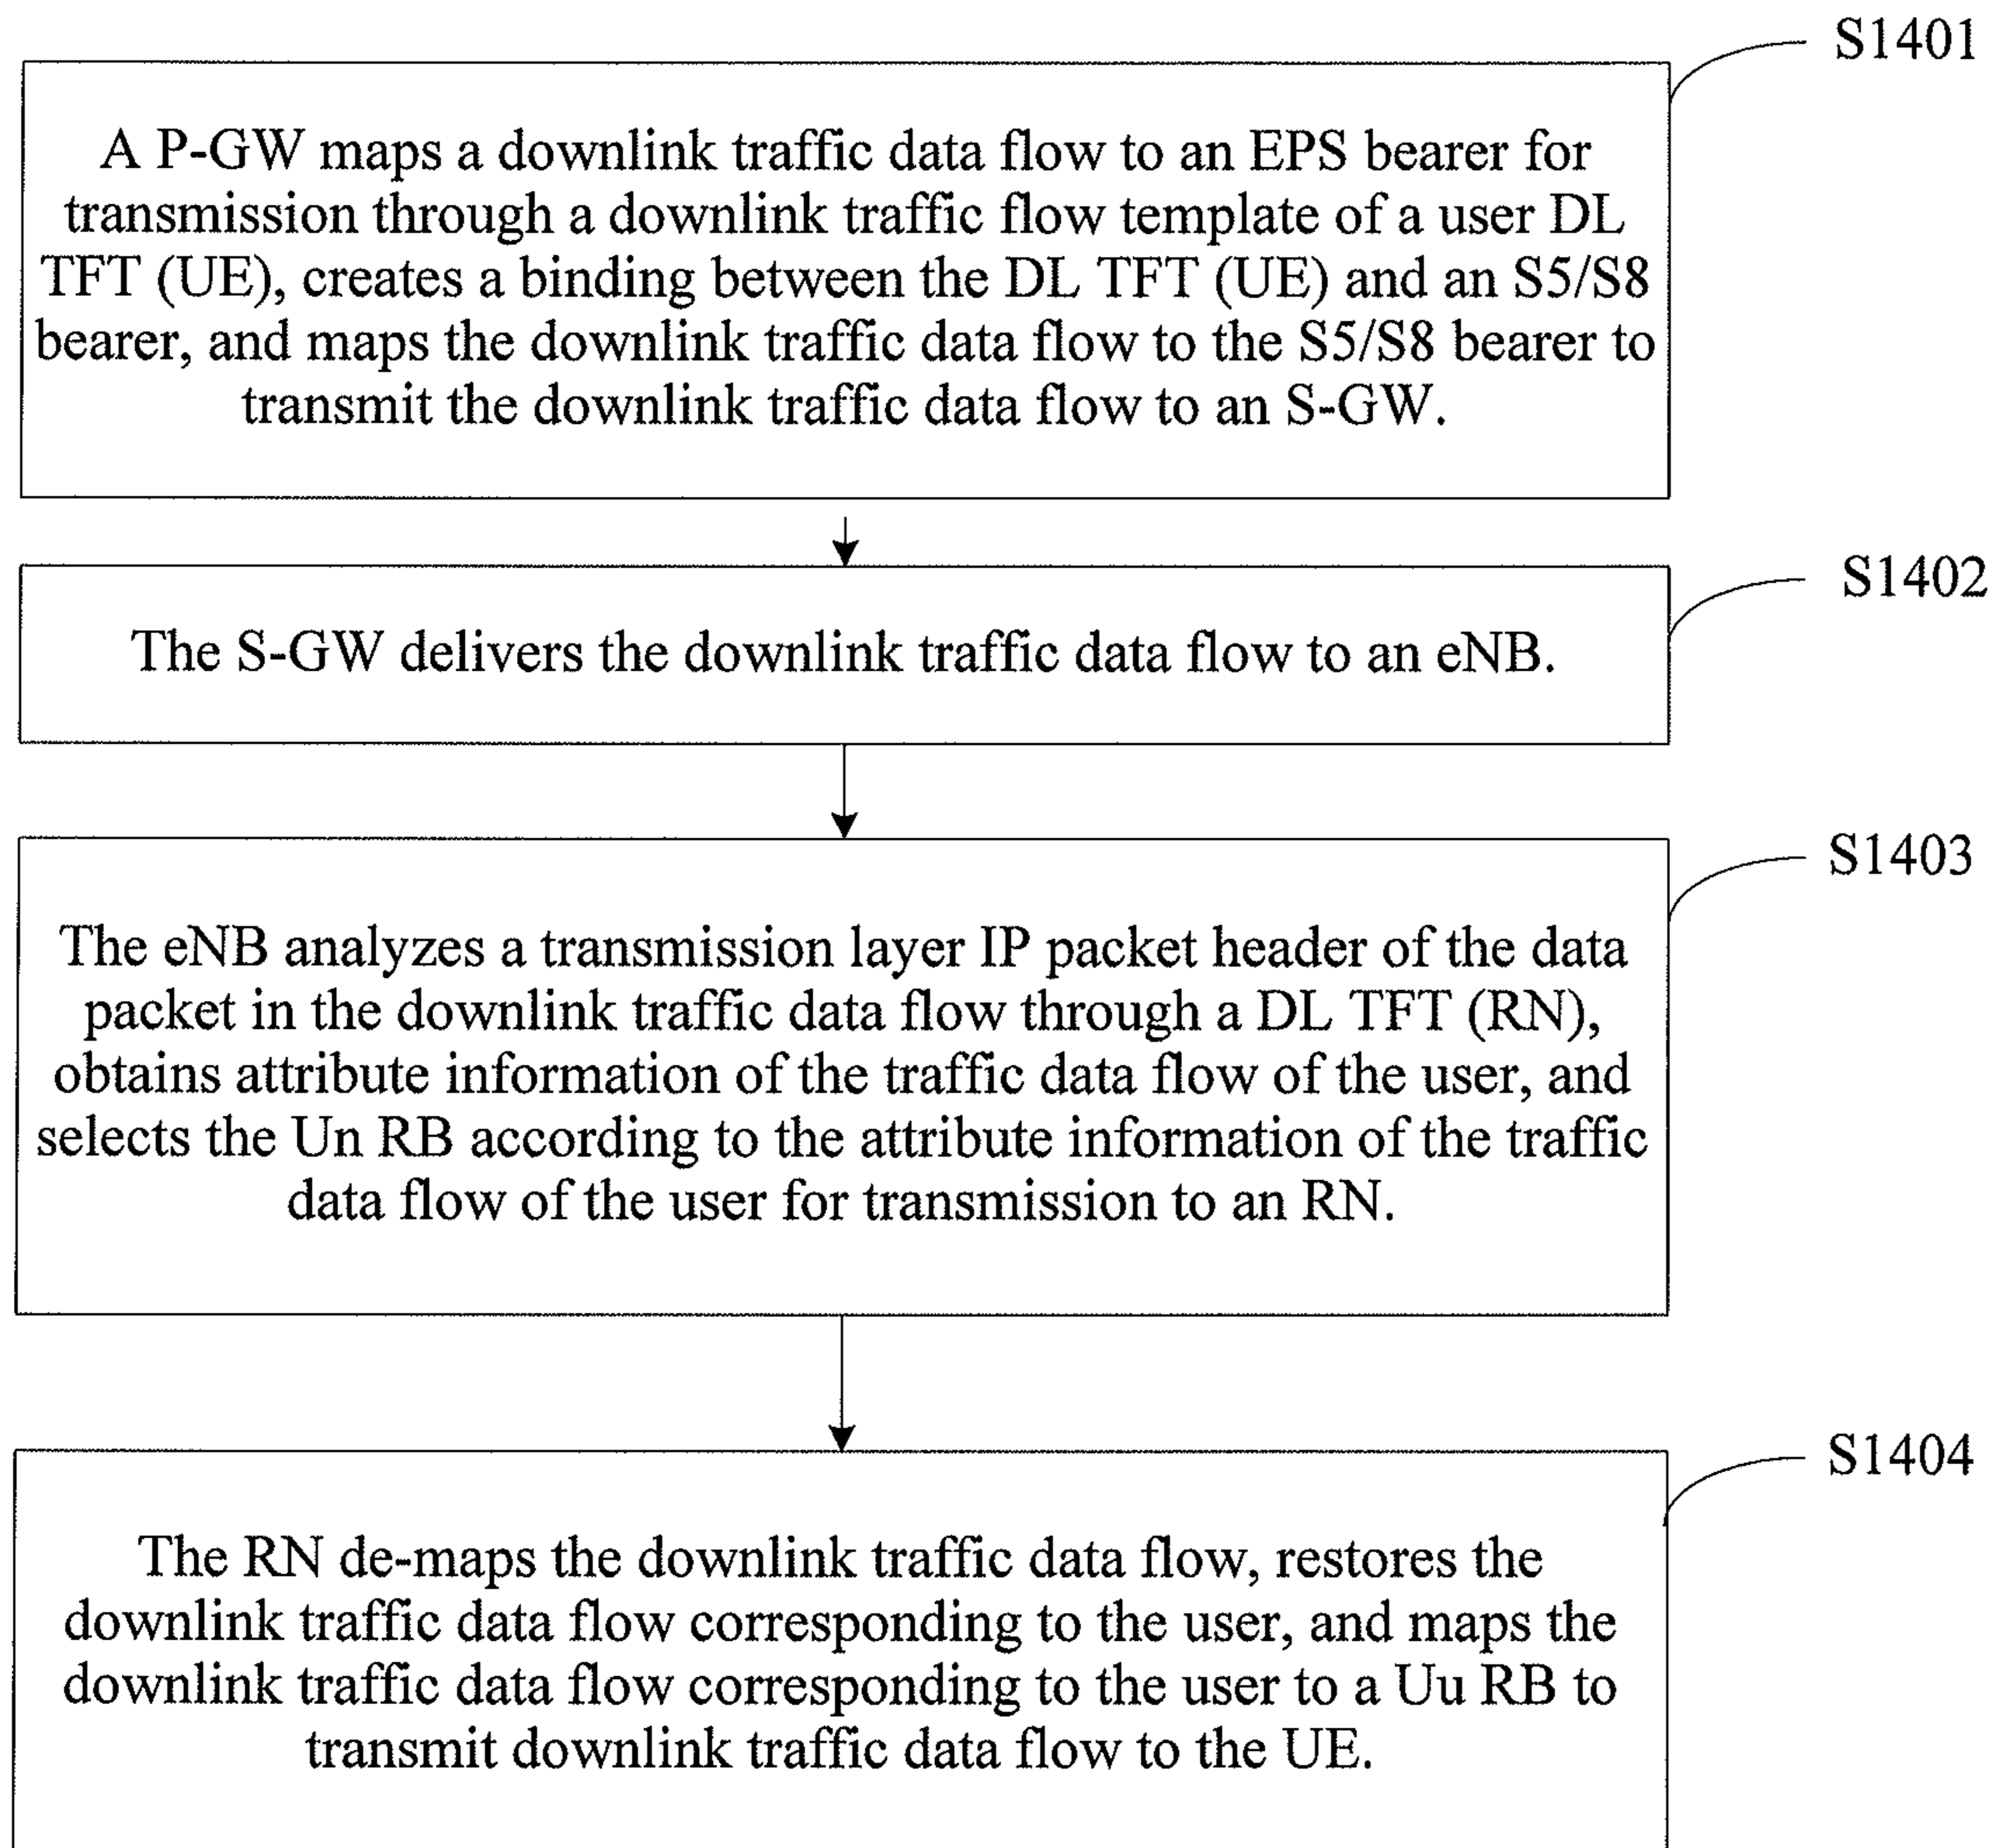 S1401
A P-GW maps a downlink traffic data flow to an EPS bearer for
transmission through a downlink traffic flow template of a user DL
TFT (UE), creates a binding between the DL TFT (UE) and an S5/S8
bearer, and maps the downlink traffic data flow to the S5/S8 bearer to
transmit the downlink traffic data flow to an S-GW.
S1402
The S-GW delivers the downlink traffic data flow to an eNB.
S1403
The eNB analyzes a transmission layer IP packet header of the data
packet in the downlink traffic data flow through a DL TFT (RN),
obtains attribute information of the traffic data flow of the user, and
selects the Un RB according to the attribute information of the traffic
data flow of the user for transmission to an RN.
S1404
The RN de-maps the downlink traffic data flow, restores the
downlink traffic data flow corresponding to the user, and maps the
downlink traffic data flow corresponding to the user to a Uu RB to
transmit downlink traffic data flow to the UE.